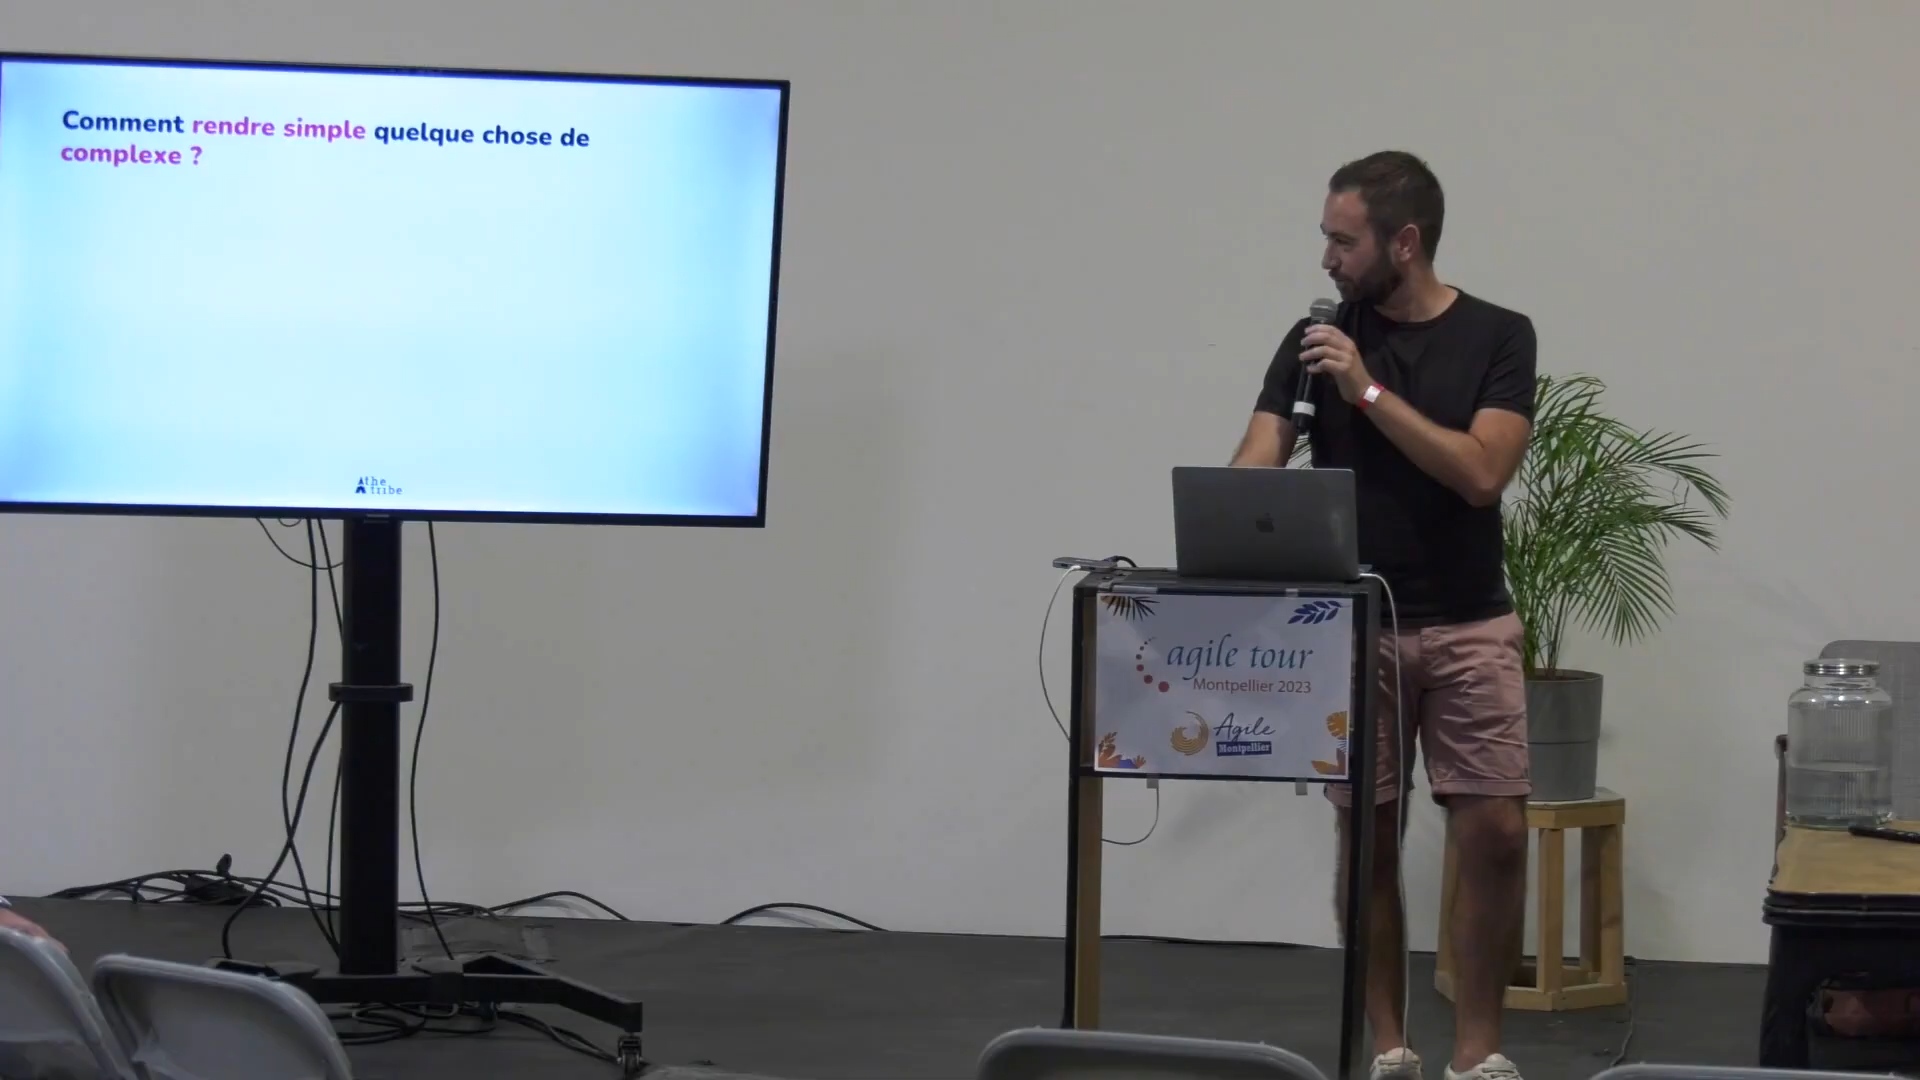 Comment rendre simple quelque chose de
complexe ?
the
tribe
agile tour
Montpellier 2023
Agile
Montpellier